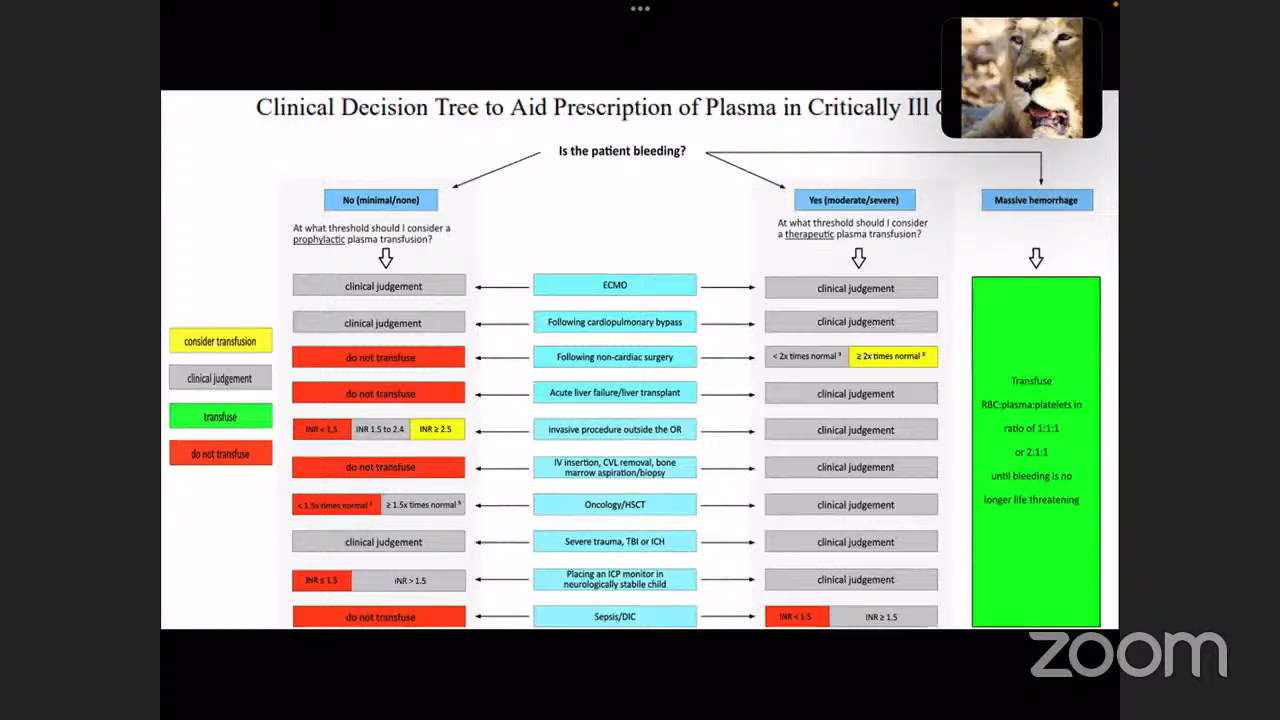 Clinical Decision Tree to Aid Prescription of Plasma in Critically Ill
Is the patient bleeding?
No (minimal/none)
Yes (moderate/severe)
Massive hemorrhage
At what threshold should I consider a
prophylactic plasma transfusion?
At what threshold should I consider
a therapeutic plasma transfusion?
clinical judgement
ECMO
clinical judgement
clinical judgement
Following cardiopulmonary bypass
clinical judgement
do not transfuse
Following non-cardiac surgery
< 2x times normal
≥ 2x times normal
do not transfuse
Acute liver failure/liver transplant
clinical judgement
INR < 1.5
INR 1.5 to 2.4
INR ≥ 2.5
invasive procedure outside the OR
clinical judgement
do not transfuse
IV insertion, CVL removal, bone
marrow aspiration/biopsy
clinical judgement
< 1.5x times normal
≥ 1.5x times normal
Oncology/HSCT
clinical judgement
clinical judgement
Severe trauma, TBI or ICH
clinical judgement
INR ≤ 1.5
INR > 1.5
Placing an ICP monitor in
neurologically stabile child
clinical judgement
do not transfuse
Sepsis/DIC
INR < 1.5
INR ≥ 1.5
consider transfusion
clinical judgement
transfuse
do not transfuse
Transfuse
RBC:plasma:platelets in
ratio of 1:1:1
or 2:1:1
until bleeding is no
longer life threatening
zoom